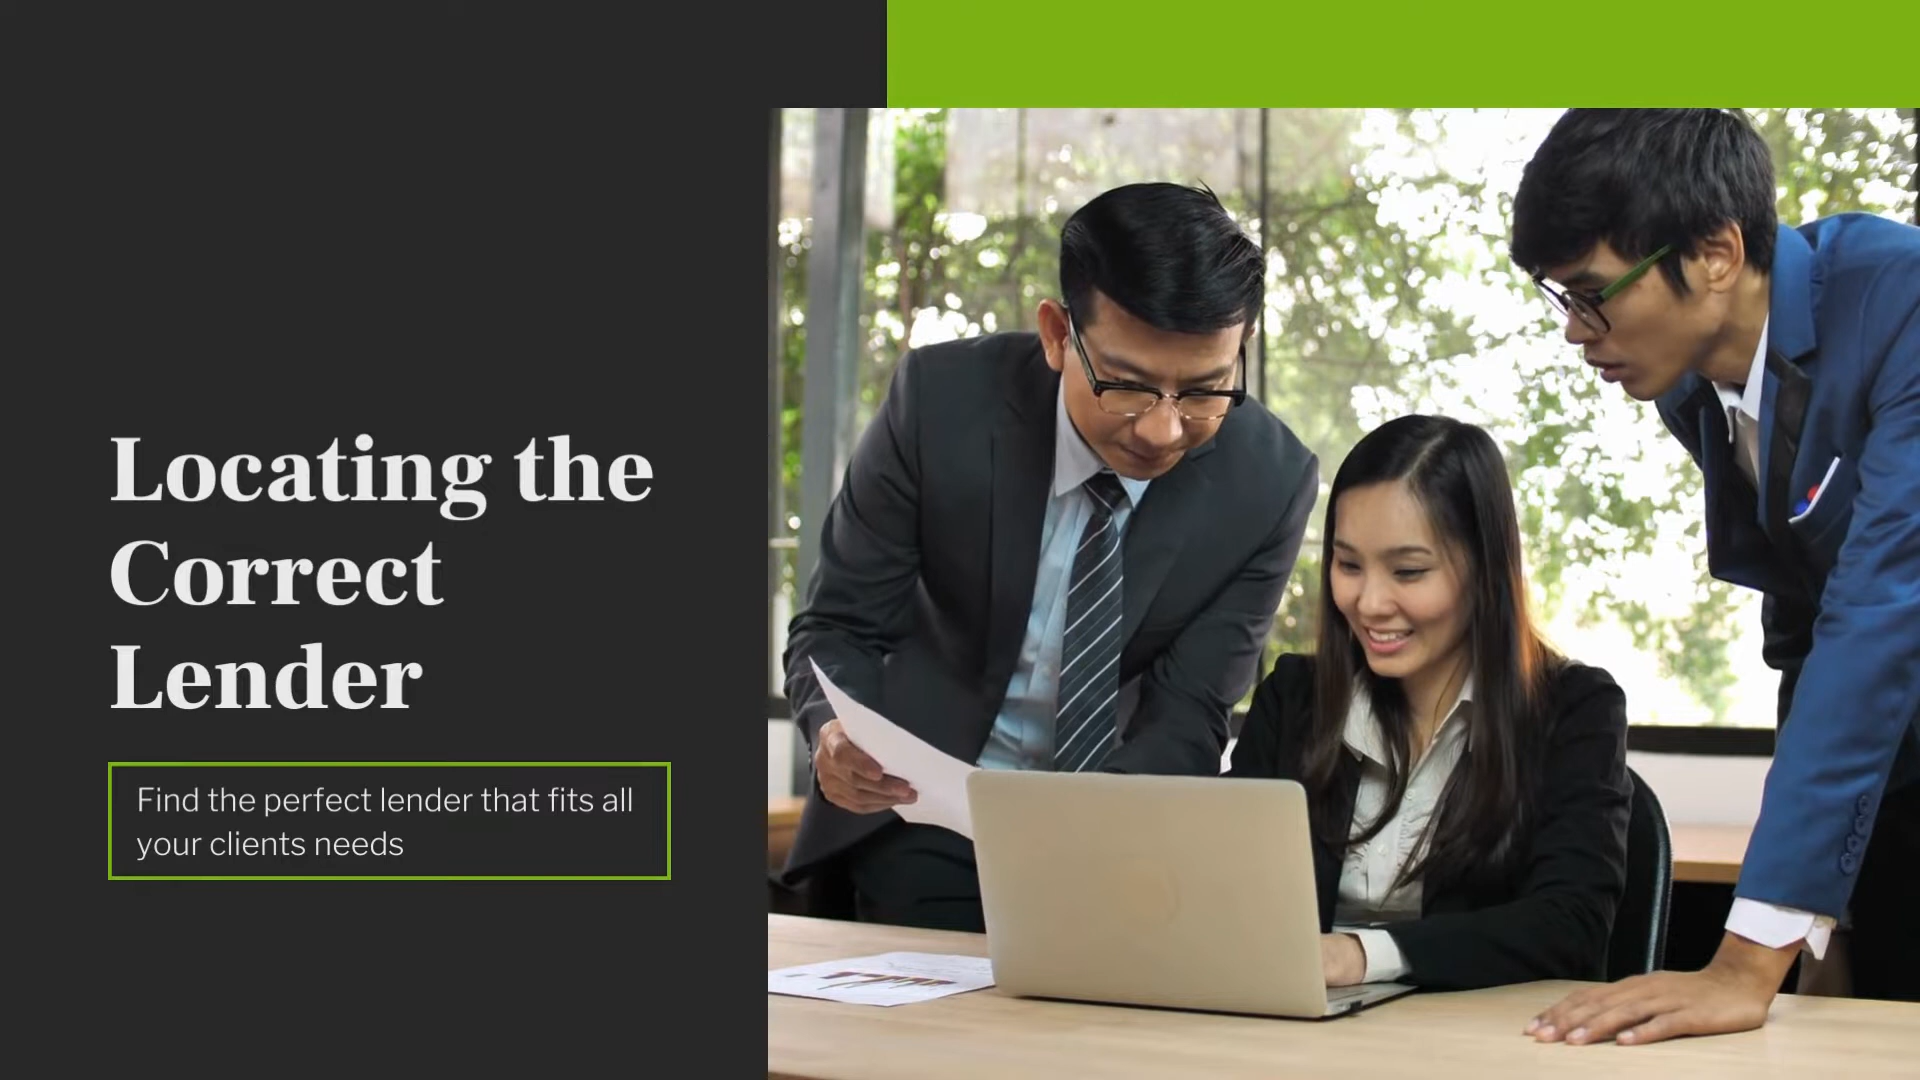 Locating the
Correct
Lender
Find the perfect lender that fits all
your clients needs